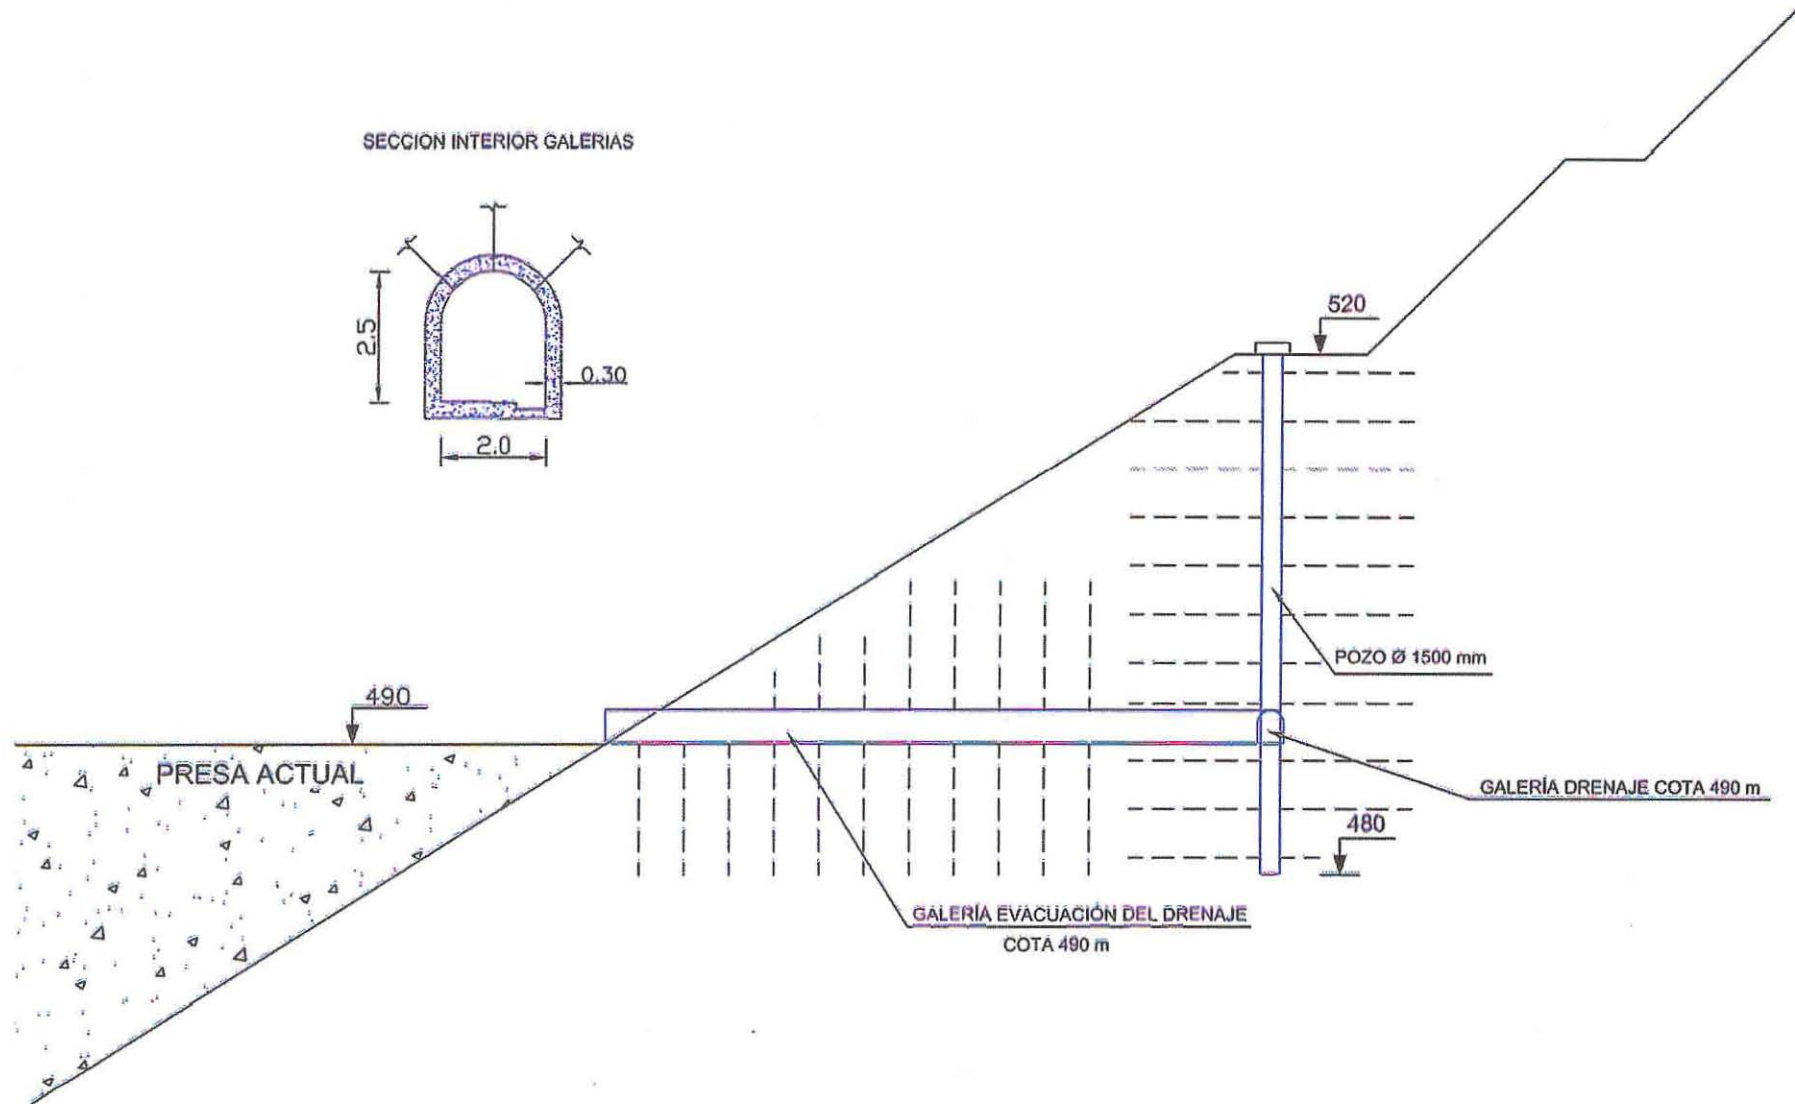 SECCION INTERIOR GALERIAS
2.5
0.30
2.0
520
POZO Ø 1500 mm
490
PRESA ACTUAL
GALERÍA DRENAJE COTA 490 m
480
GALERÍA EVACUACIÓN DEL DRENAJE
COTA 490 m